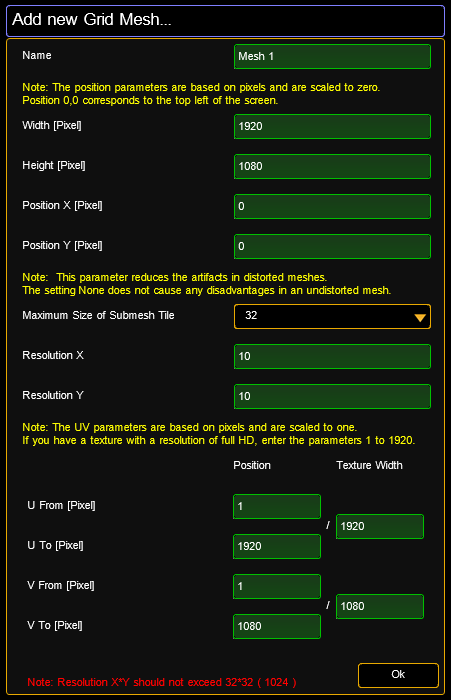 Add new Grid Mesh...
Name Mesh 1
Note: The position parameters are based on pixels and are scaled to zero.
Position 0,0 corresponds to the top left of the screen.
Width [Pixel] 1920
Height [Pixel] 1080
Position X [Pixel] 0
Position Y [Pixel] 0
Note: This parameter reduces the artifacts in distorted meshes.
The setting None does not cause any disadvantages in an undistorted mesh.
Maximum Size of Submesh Tile 32
Resolution X 10
Resolution Y 10
Note: The UV parameters are based on pixels and are scaled to one.
If you have a texture with a resolution of full HD, enter the parameters 1 to 1920.
Position Texture Width
U From [Pixel] 1
/ 1920
U To [Pixel] 1920
V From [Pixel] 1
/ 1080
V To [Pixel] 1080
Ok
Note: Resolution X*Y should not exceed 32*32 ( 1024 )